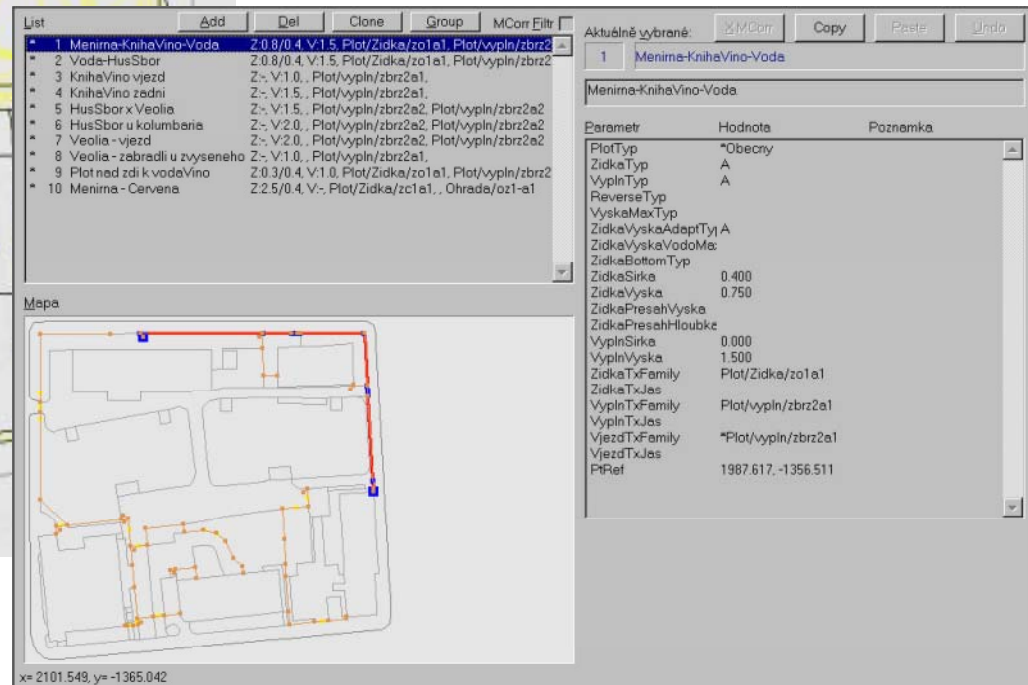 List Add Del Clone Group MCorr Filtr
* 1 Menirna-KnihaVino-Voda Z:0.8/0.4, V:1.5, Plot/Zidka/zo1a1, Plot/vypln/zbrz2
* 2 Voda-HusSbor Z:0.8/0.4, V:1.5, Plot/Zidka/zo1a1, Plot/vypln/zbrz2
* 3 KnihaVino vjezd Z:-, V:1.0, , Plot/vypln/zbrz2a1,
* 4 KnihaVino zadni Z:-, V:1.5, , Plot/vypln/zbrz2a1,
* 5 HusSbor x Veolia Z:-, V:1.5, , Plot/vypln/zbrz2a2, Plot/vypln/zbrz2a2
* 6 HusSbor u kolumbaria Z:-, V:2.0, , Plot/vypln/zbrz2a2, Plot/vypln/zbrz2a2
* 7 Veolia - vjezd Z:-, V:2.0, , Plot/vypln/zbrz2a2, Plot/vypln/zbrz2a2
* 8 Veolia - zabradli u zvyseneho Z:-, V:1.0, , Plot/vypln/zbrz2a1,
* 9 Plot nad zdi k vodaVino Z:0.3/0.4, V:1.0, Plot/Zidka/zo1a1, Plot/vypln/zbrz2
* 10 Menirna - Cervena Z:2.5/0.4, V:-, Plot/Zidka/zc1a1, , Ohrada/oz1-a1
Mapa
x= 2101.549, y= -1365.042
Aktuálně vybrané: X.MCorr Copy Paste Undo
1 Menirna-KnihaVino-Voda
Menirna-KnihaVino-Voda
Parametr Hodnota Poznamka
PlotTyp *Obecny
ZidkaTyp A
VyplnTyp A
ReverseTyp
VyskaMaxTyp
ZidkaVyskaAdaptTy A
ZidkaVyskaVodoMa
ZidkaBottomTyp
ZidkaSirka 0.400
ZidkaVyska 0.750
ZidkaPresahVyska
ZidkaPresahHloubka
VyplnSirka 0.000
VyplnVyska 1.500
ZidkaTxFamily Plot/Zidka/zo1a1
ZidkaTxJas
VyplnTxFamily Plot/vypln/zbrz2a1
VyplnTxJas
VjezdTxFamily *Plot/vypln/zbrz2a1
VjezdTxJas
PtRef 1987.617, -1356.511